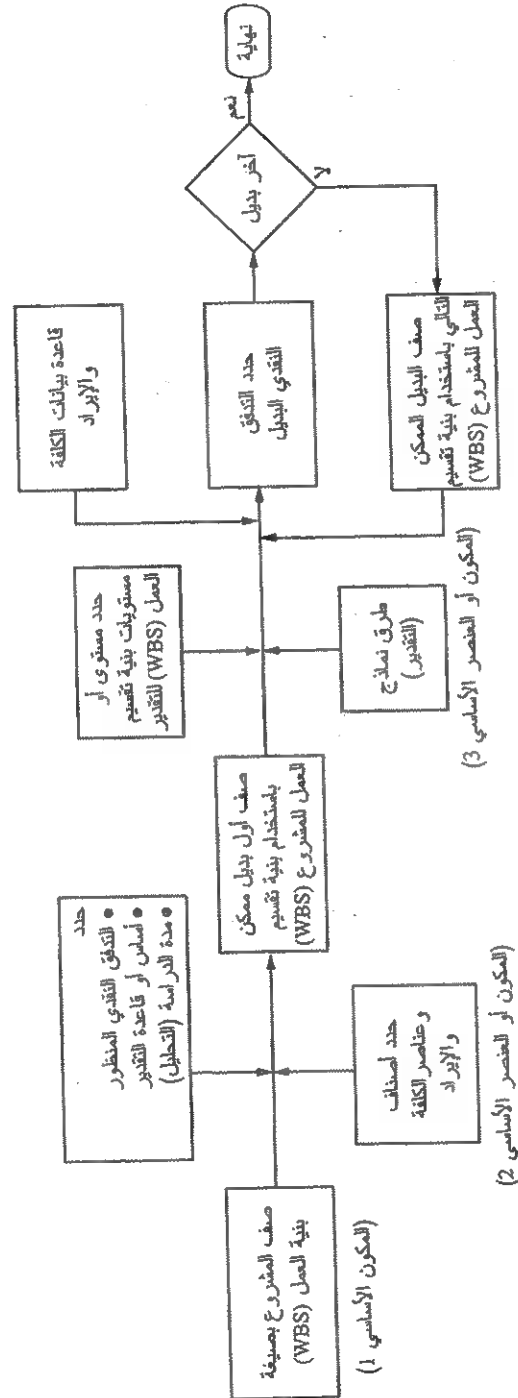 صف المشروع بصيغة
بنية العمل (WBS)
(المكون الأساسي 1)
حدد
● التدفق النقدي المنظور
● أساس أو قاعدة التقدير
● مدة الدراسة (التحليل)
حدد أصناف
وعناصر الكلفة
والإيراد
(المكون أو العنصر الأساسي 2)
صف أول بديل ممكن
باستخدام بنية تقسيم
العمل للمشروع (WBS)
حدد مستوى أو
مستويات بنية تقسيم
العمل (WBS) للتقدير
طرق نماذج
(التقدير)
(المكون أو العنصر الأساسي 3)
قاعدة بيانات الكلفة
والإيراد
حدد التدفق
النقدي البديل
صف البديل الممكن
التالي باستخدام بنية تقسيم
العمل للمشروع (WBS)
آخر بديل
نعم
لا
نهاية